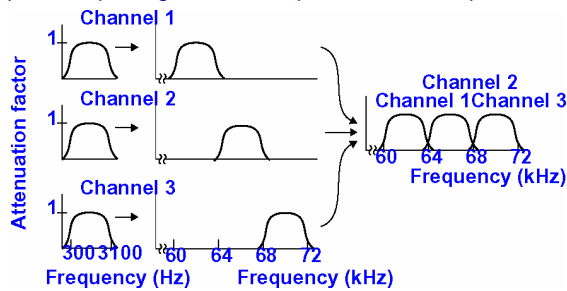 Channel 1
1
Channel 2
1
Channel 3
1
Attenuation factor
300 3100
Frequency (Hz)
60 64 68 72
Frequency (kHz)
Channel 2
Channel 1 Channel 3
60 64 68 72
Frequency (kHz)